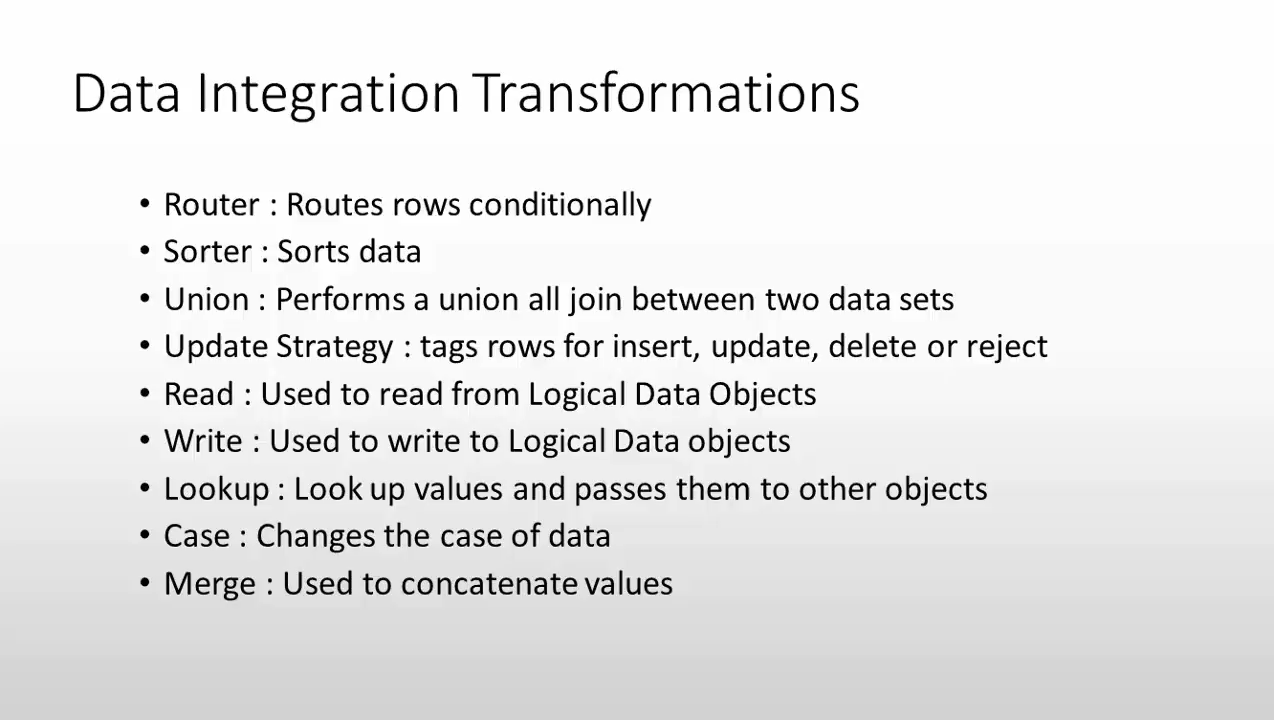 Data Integration Transformations
• Router : Routes rows conditionally
• Sorter : Sorts data
• Union : Performs a union all join between two data sets
• Update Strategy : tags rows for insert, update, delete or reject
• Read : Used to read from Logical Data Objects
• Write : Used to write to Logical Data objects
• Lookup : Look up values and passes them to other objects
• Case : Changes the case of data
• Merge : Used to concatenate values